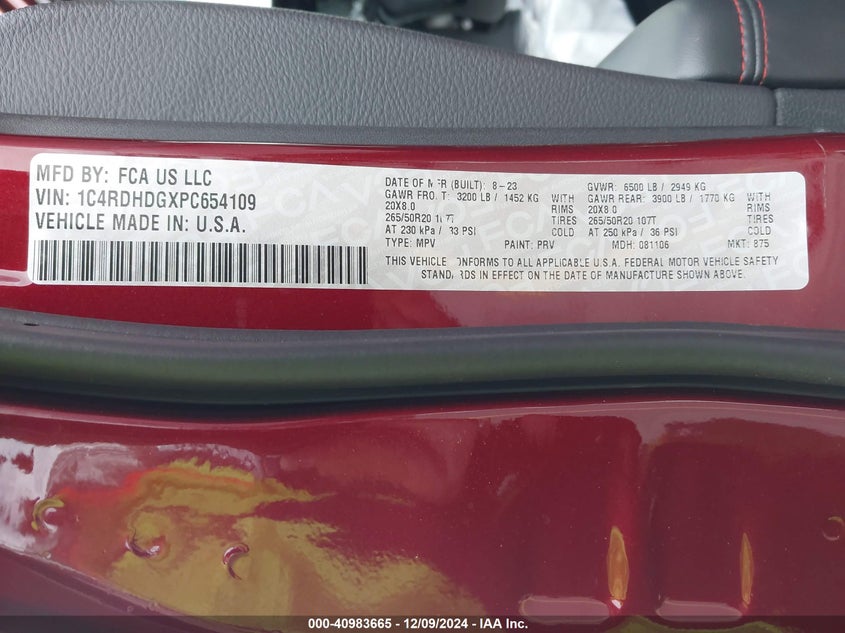 MFD BY: FCA US LLC
VIN: 1C4RDHDGXPC654109
VEHICLE MADE IN: U.S.A.
DATE OF MFR (BUILT): 8-23 GVWR: 6500 LB / 2949 KG
GAWR FRONT: 3200 LB / 1452 KG GAWR REAR: 3900 LB / 1770 KG
20X8.0 RIMS 20X8.0 RIMS
265/50R20 107T TIRES 265/50R20 107T TIRES
AT 230 kPa / 33 PSI COLD AT 250 kPa / 36 PSI COLD
TYPE: MPV PAINT: PRV MDH: 081106 MKT: 875
THIS VEHICLE CONFORMS TO ALL APPLICABLE U.S.A. FEDERAL MOTOR VEHICLE SAFETY
STANDARDS IN EFFECT ON THE DATE OF MANUFACTURE SHOWN ABOVE.
000-40983665 - 12/09/2024 - IAA, Inc.